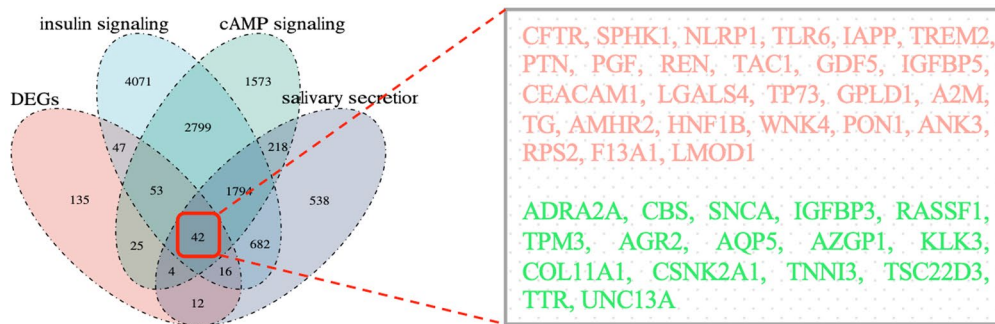 insulin signaling
cAMP signaling
DEGs
salivary secretion
4071
1573
2799
47
218
135
53
1794
538
25
42
682
4
16
12
CFTR, SPHK1, NLRP1, TLR6, IAPP, TREM2,
PTN, PGF, REN, TAC1, GDF5, IGFBP5,
CEACAM1, LGALS4, TP73, GPLD1, A2M,
TG, AMHR2, HNF1B, WNK4, PON1, ANK3,
RPS2, F13A1, LMOD1
ADRA2A, CBS, SNCA, IGFBP3, RASSF1,
TPM3, AGR2, AQP5, AZGP1, KLK3,
COL11A1, CSNK2A1, TNNI3, TSC22D3,
TTR, UNC13A